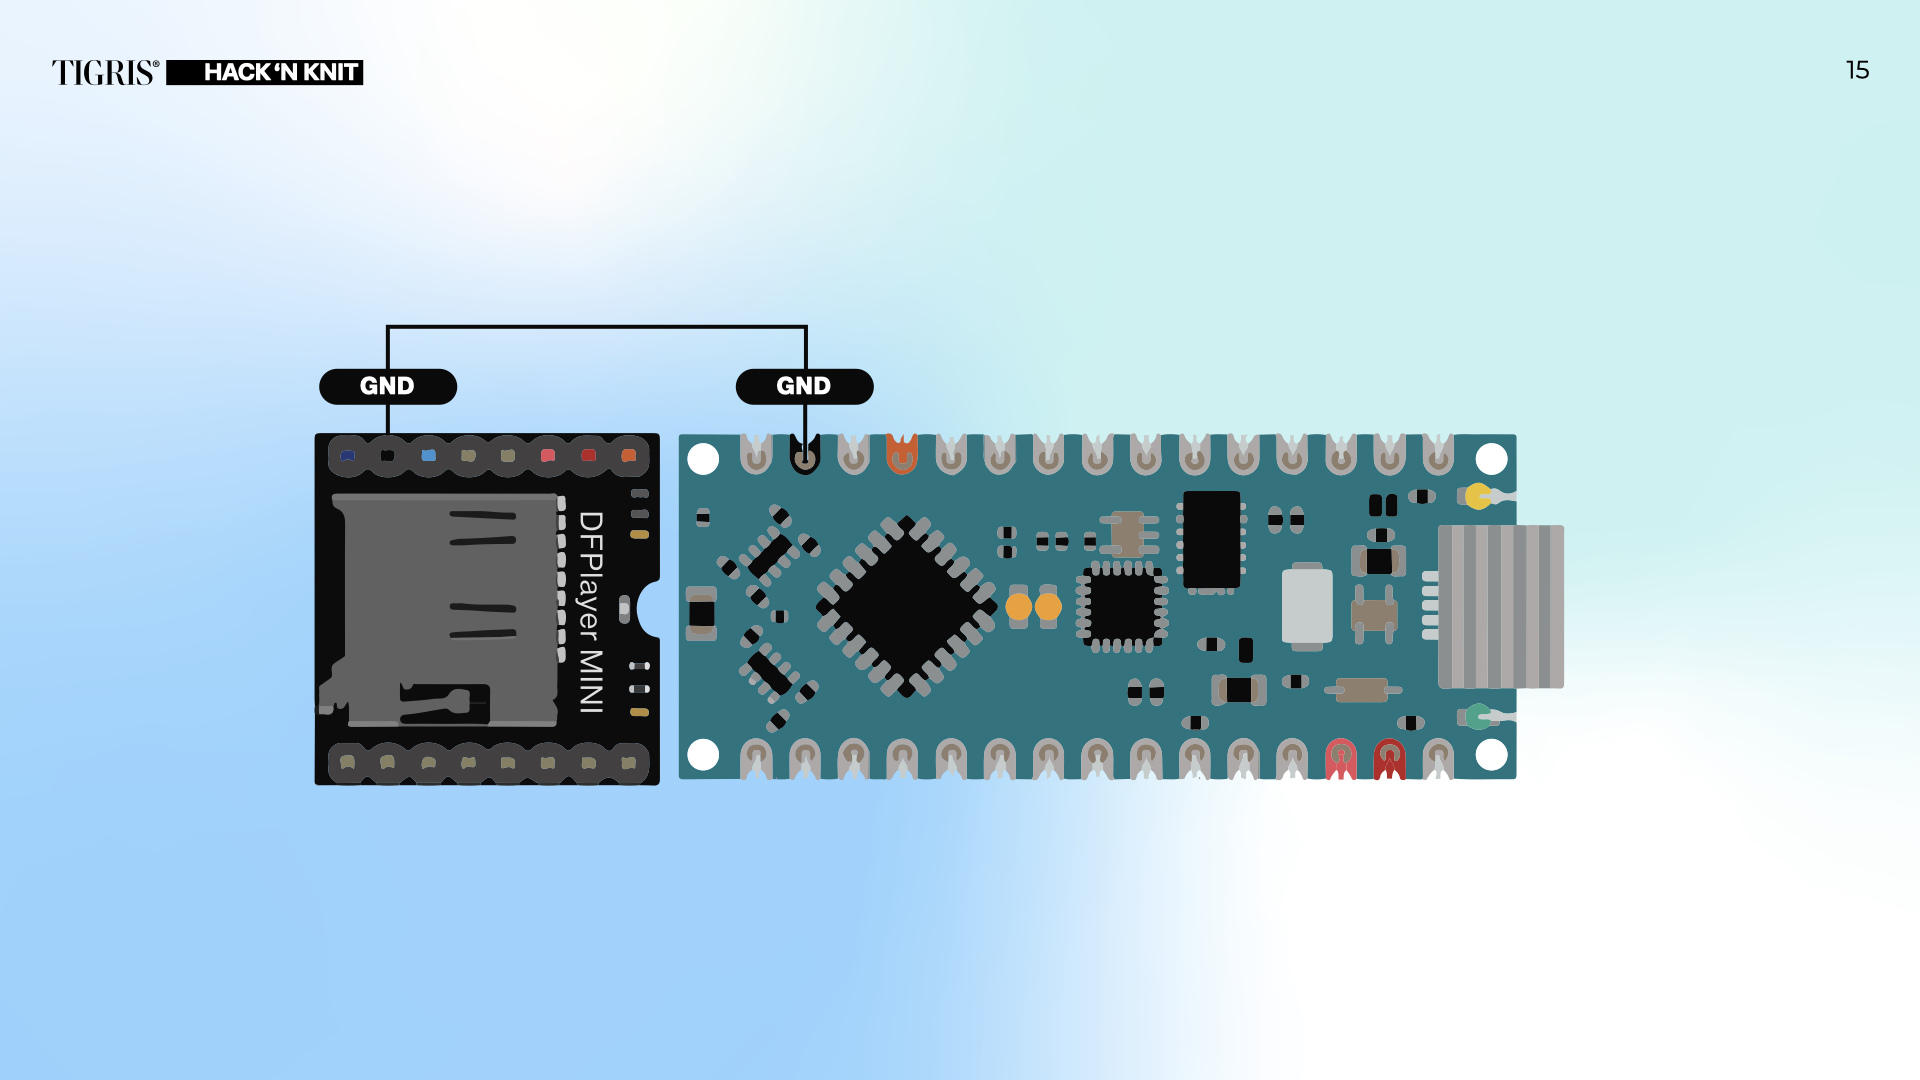 TIGRIS® HACK ‘N KNIT
15
GND
GND
DFPlayer MINI